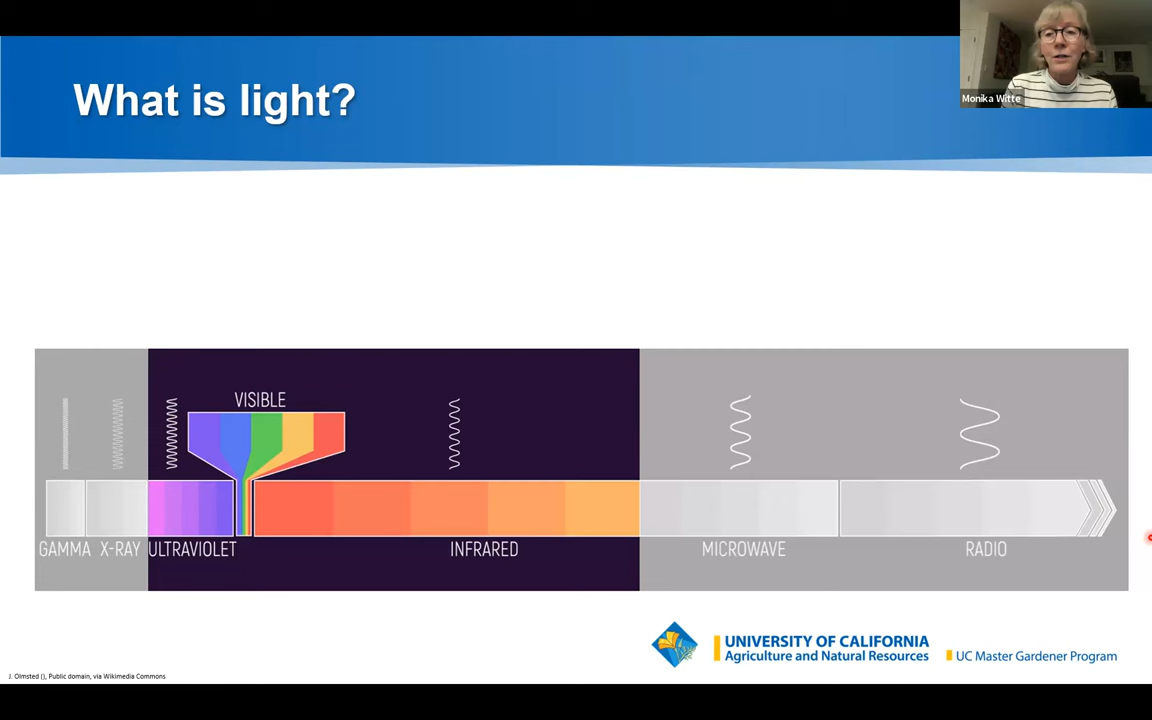 What is light?
Monika Witte
VISIBLE
GAMMA X-RAY ULTRAVIOLET INFRARED MICROWAVE RADIO
UNIVERSITY OF CALIFORNIA
Agriculture and Natural Resources
UC Master Gardener Program
J. Olmsted (), Public domain, via Wikimedia Commons